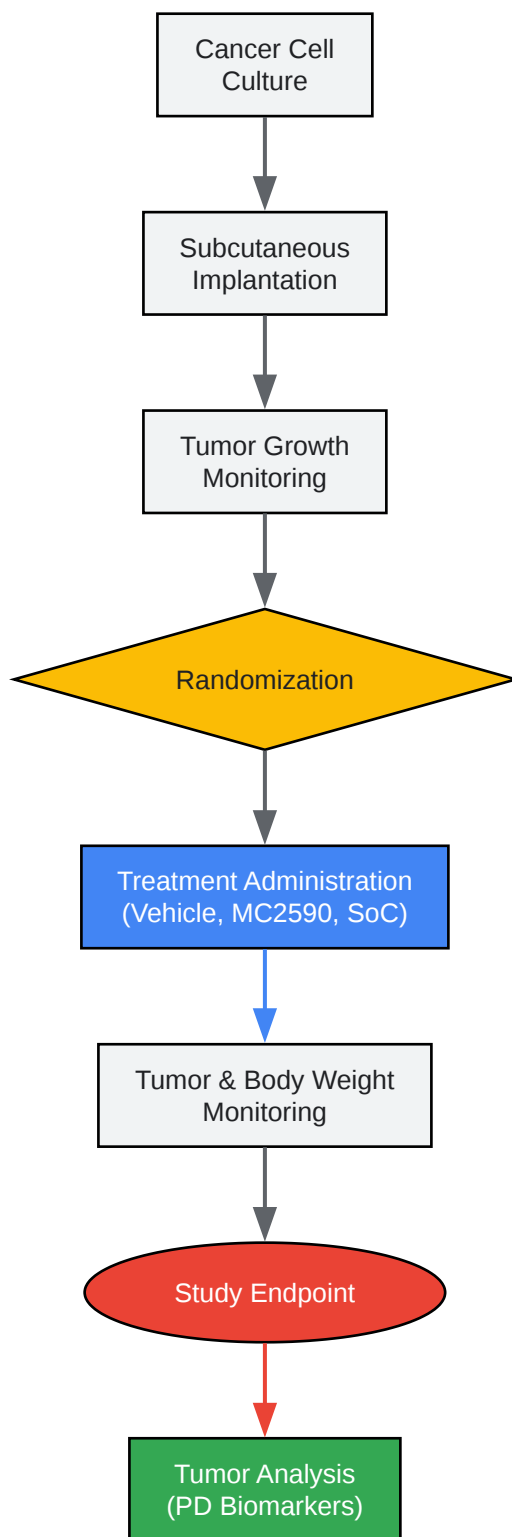 Cancer Cell
Culture
Subcutaneous
Implantation
Tumor Growth
Monitoring
Randomization
Treatment Administration
(Vehicle, MC2590, SoC)
Tumor & Body Weight
Monitoring
Study Endpoint
Tumor Analysis
(PD Biomarkers)